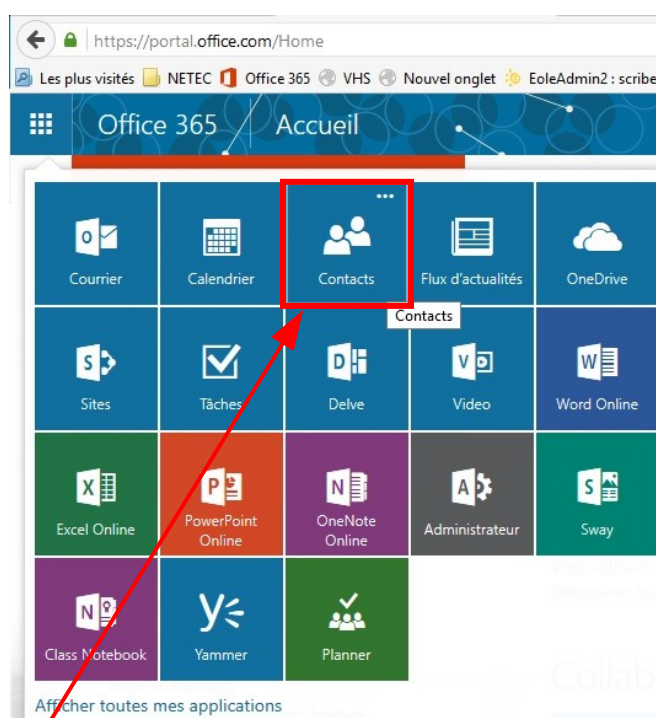 https://portal.office.com/Home
Les plus visités NETEC Office 365 VHS Nouvel onglet EoleAdmin2 : scribe
Office 365 Accueil
Courrier Calendrier Contacts Flux d'actualités OneDrive
Contacts
Sites Tâches Delve Video Word Online
Excel Online PowerPoint Online OneNote Online Administrateur Sway
Class Notebook Yammer Planner
Collab
Afficher toutes mes applications